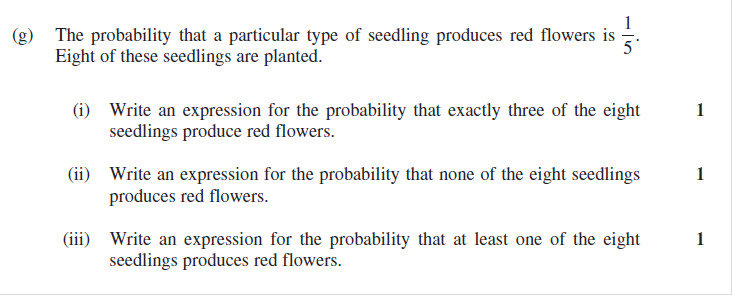 (g) The probability that a particular type of seedling produces red flowers is 1/5.
Eight of these seedlings are planted.
(i) Write an expression for the probability that exactly three of the eight 1
seedlings produce red flowers.
(ii) Write an expression for the probability that none of the eight seedlings 1
produces red flowers.
(iii) Write an expression for the probability that at least one of the eight 1
seedlings produces red flowers.